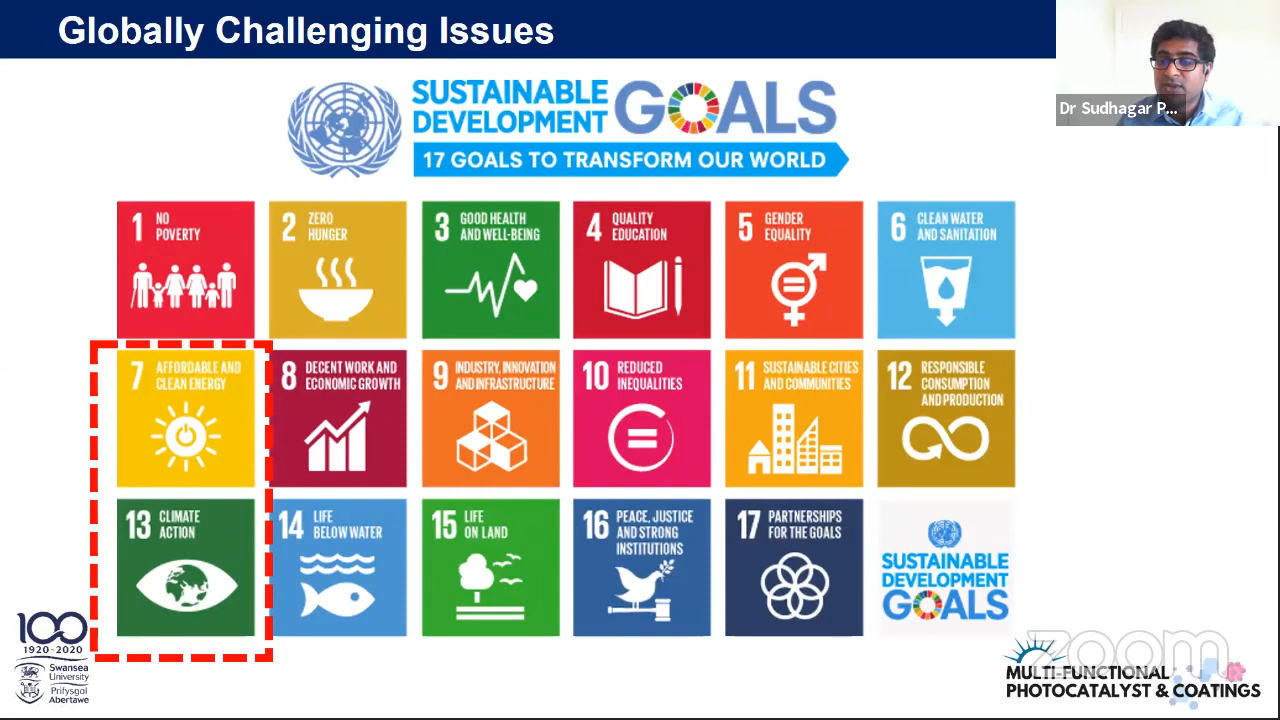 Globally Challenging Issues
Dr Sudhagar P...
SUSTAINABLE
DEVELOPMENT
GOALS
17 GOALS TO TRANSFORM OUR WORLD
1 NO
POVERTY
2 ZERO
HUNGER
3 GOOD HEALTH
AND WELL-BEING
4 QUALITY
EDUCATION
5 GENDER
EQUALITY
6 CLEAN WATER
AND SANITATION
7 AFFORDABLE AND
CLEAN ENERGY
8 DECENT WORK AND
ECONOMIC GROWTH
9 INDUSTRY, INNOVATION
AND INFRASTRUCTURE
10 REDUCED
INEQUALITIES
11 SUSTAINABLE CITIES
AND COMMUNITIES
12 RESPONSIBLE
CONSUMPTION
AND PRODUCTION
13 CLIMATE
ACTION
14 LIFE
BELOW WATER
15 LIFE
ON LAND
16 PEACE, JUSTICE
AND STRONG
INSTITUTIONS
17 PARTNERSHIPS
FOR THE GOALS
SUSTAINABLE
DEVELOPMENT
GOALS
100
1920-2020
Swansea
University
Prifysgol
Abertawe
zoom
MULTI-FUNCTIONAL
PHOTOCATALYST & COATINGS